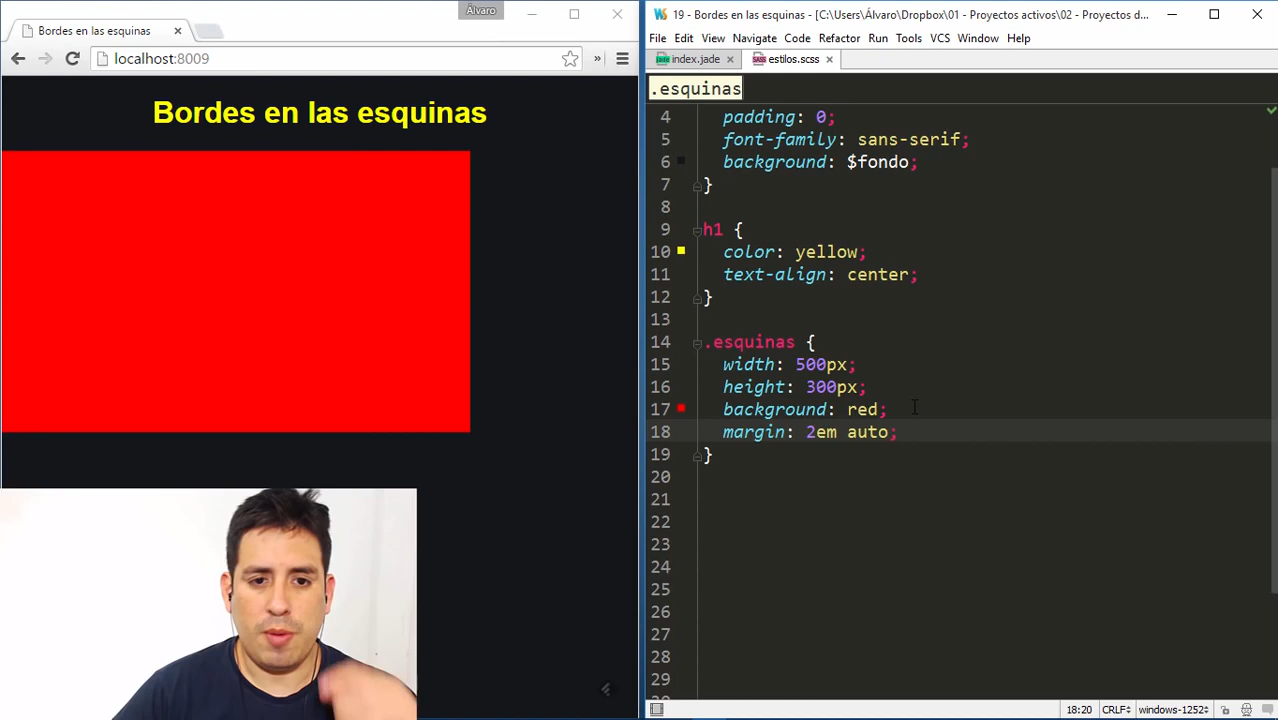 Álvaro
Bordes en las esquinas
localhost:8009
Bordes en las esquinas
19 - Bordes en las esquinas - [C:\Users\Álvaro\Dropbox\01 - Proyectos activos\02 - Proyectos d...
File Edit View Navigate Code Refactor Run Tools VCS Window Help
index.jade estilos.scss
.esquinas
4 padding: 0;
5 font-family: sans-serif;
6 background: $fondo;
7 }
8
9 h1 {
10 color: yellow;
11 text-align: center;
12 }
13
14 .esquinas {
15 width: 500px;
16 height: 300px;
17 background: red;
18 margin: 2em auto;
19 }
20
21
22
23
24
25
26
27
28
29
18:20 CRLF÷ windows-1252÷